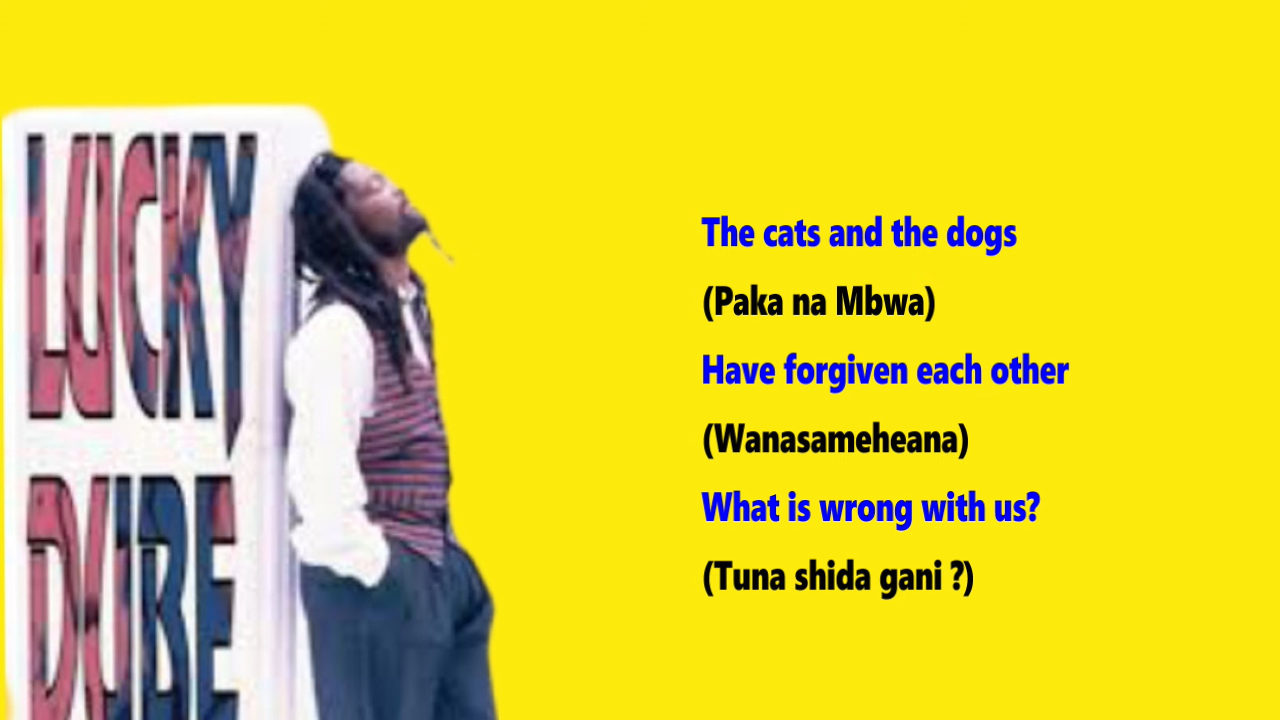 LUCKY
DUBE
The cats and the dogs
(Paka na Mbwa)
Have forgiven each other
(Wanasameheana)
What is wrong with us?
(Tuna shida gani ?)